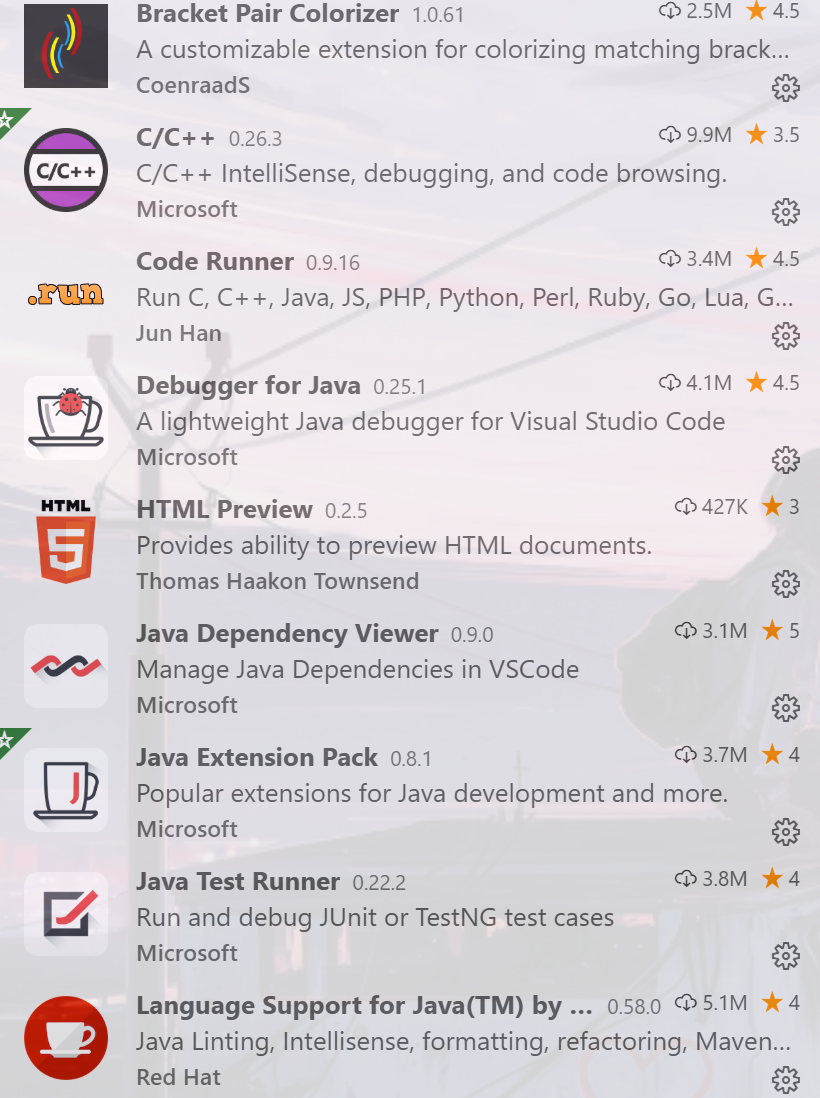 Bracket Pair Colorizer 1.0.61 2.5M 4.5
A customizable extension for colorizing matching brack...
CoenraadS
C/C++ 0.26.3 9.9M 3.5
C/C++
C/C++ IntelliSense, debugging, and code browsing.
Microsoft
Code Runner 0.9.16 3.4M 4.5
.run
Run C, C++, Java, JS, PHP, Python, Perl, Ruby, Go, Lua, G...
Jun Han
Debugger for Java 0.25.1 4.1M 4.5
A lightweight Java debugger for Visual Studio Code
Microsoft
HTML
5
HTML Preview 0.2.5 427K 3
Provides ability to preview HTML documents.
Thomas Haakon Townsend
Java Dependency Viewer 0.9.0 3.1M 5
Manage Java Dependencies in VSCode
Microsoft
Java Extension Pack 0.8.1 3.7M 4
J
Popular extensions for Java development and more.
Microsoft
Java Test Runner 0.22.2 3.8M 4
Run and debug JUnit or TestNG test cases
Microsoft
Language Support for Java(TM) by ... 0.58.0 5.1M 4
Java Linting, Intellisense, formatting, refactoring, Maven...
Red Hat